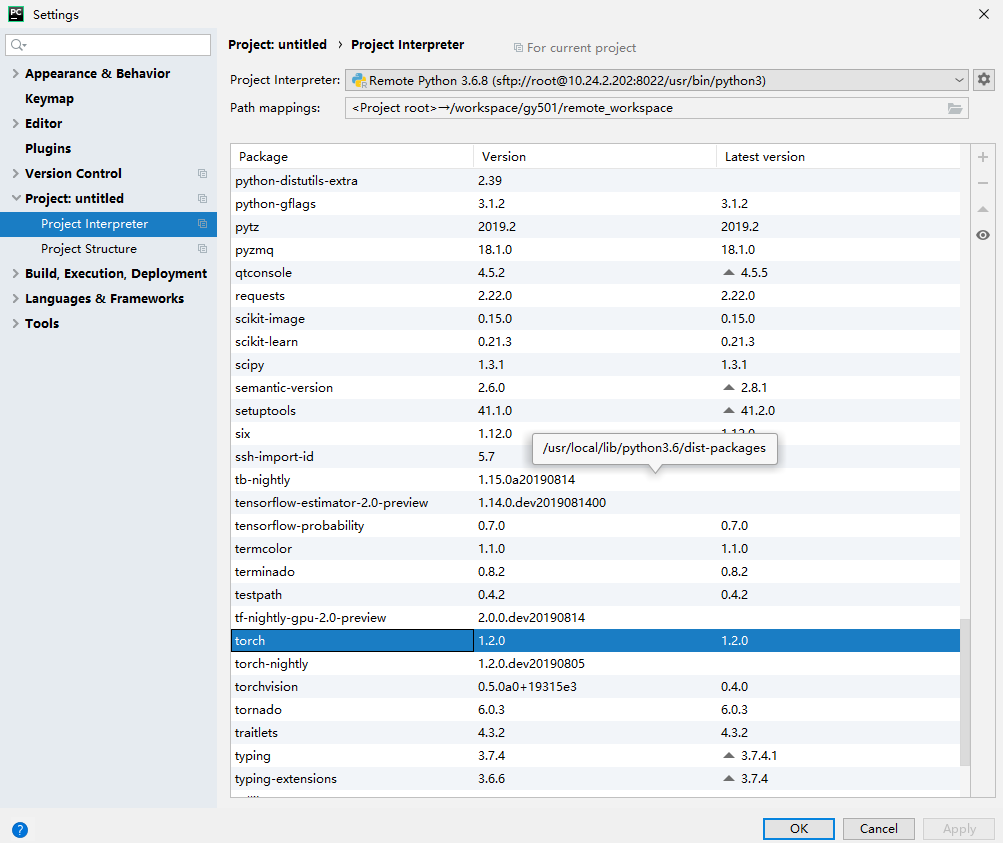 PC Settings
Appearance & Behavior
Keymap
Editor
Plugins
Version Control
Project: untitled
Project Interpreter
Project Structure
Build, Execution, Deployment
Languages & Frameworks
Tools
Project: untitled › Project Interpreter For current project
Project Interpreter: Remote Python 3.6.8 (sftp://root@10.24.2.202:8022/usr/bin/python3)
Path mappings: <Project root>→/workspace/gy501/remote_workspace
Package Version Latest version
python-distutils-extra 2.39
python-gflags 3.1.2 3.1.2
pytz 2019.2 2019.2
pyzmq 18.1.0 18.1.0
qtconsole 4.5.2 4.5.5
requests 2.22.0 2.22.0
scikit-image 0.15.0 0.15.0
scikit-learn 0.21.3 0.21.3
scipy 1.3.1 1.3.1
semantic-version 2.6.0 2.8.1
setuptools 41.1.0 41.2.0
six 1.12.0 1.12.0
/usr/local/lib/python3.6/dist-packages
ssh-import-id 5.7
tb-nightly 1.15.0a20190814
tensorflow-estimator-2.0-preview 1.14.0.dev2019081400
tensorflow-probability 0.7.0 0.7.0
termcolor 1.1.0 1.1.0
terminado 0.8.2 0.8.2
testpath 0.4.2 0.4.2
tf-nightly-gpu-2.0-preview 2.0.0.dev20190814
torch 1.2.0 1.2.0
torch-nightly 1.2.0.dev20190805
torchvision 0.5.0a0+19315e3 0.4.0
tornado 6.0.3 6.0.3
traitlets 4.3.2 4.3.2
typing 3.7.4 3.7.4.1
typing-extensions 3.6.6 3.7.4
? OK Cancel Apply